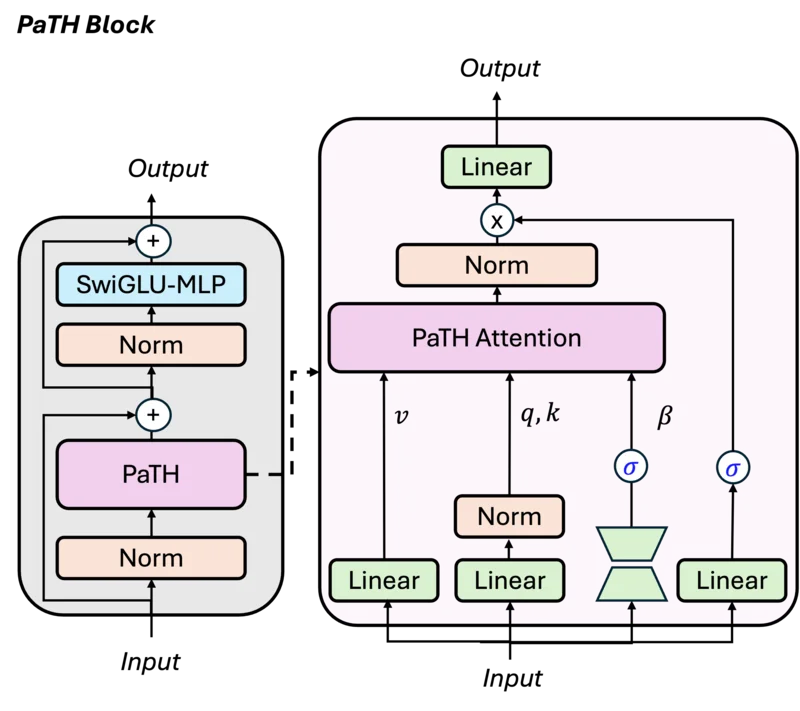 PaTH Block
Output
+
SwiGLU-MLP
Norm
+
PaTH
Norm
Input
Output
Linear
x
Norm
PaTH Attention
v
q, k
β
σ
σ
Norm
Linear
Linear
Linear
Input